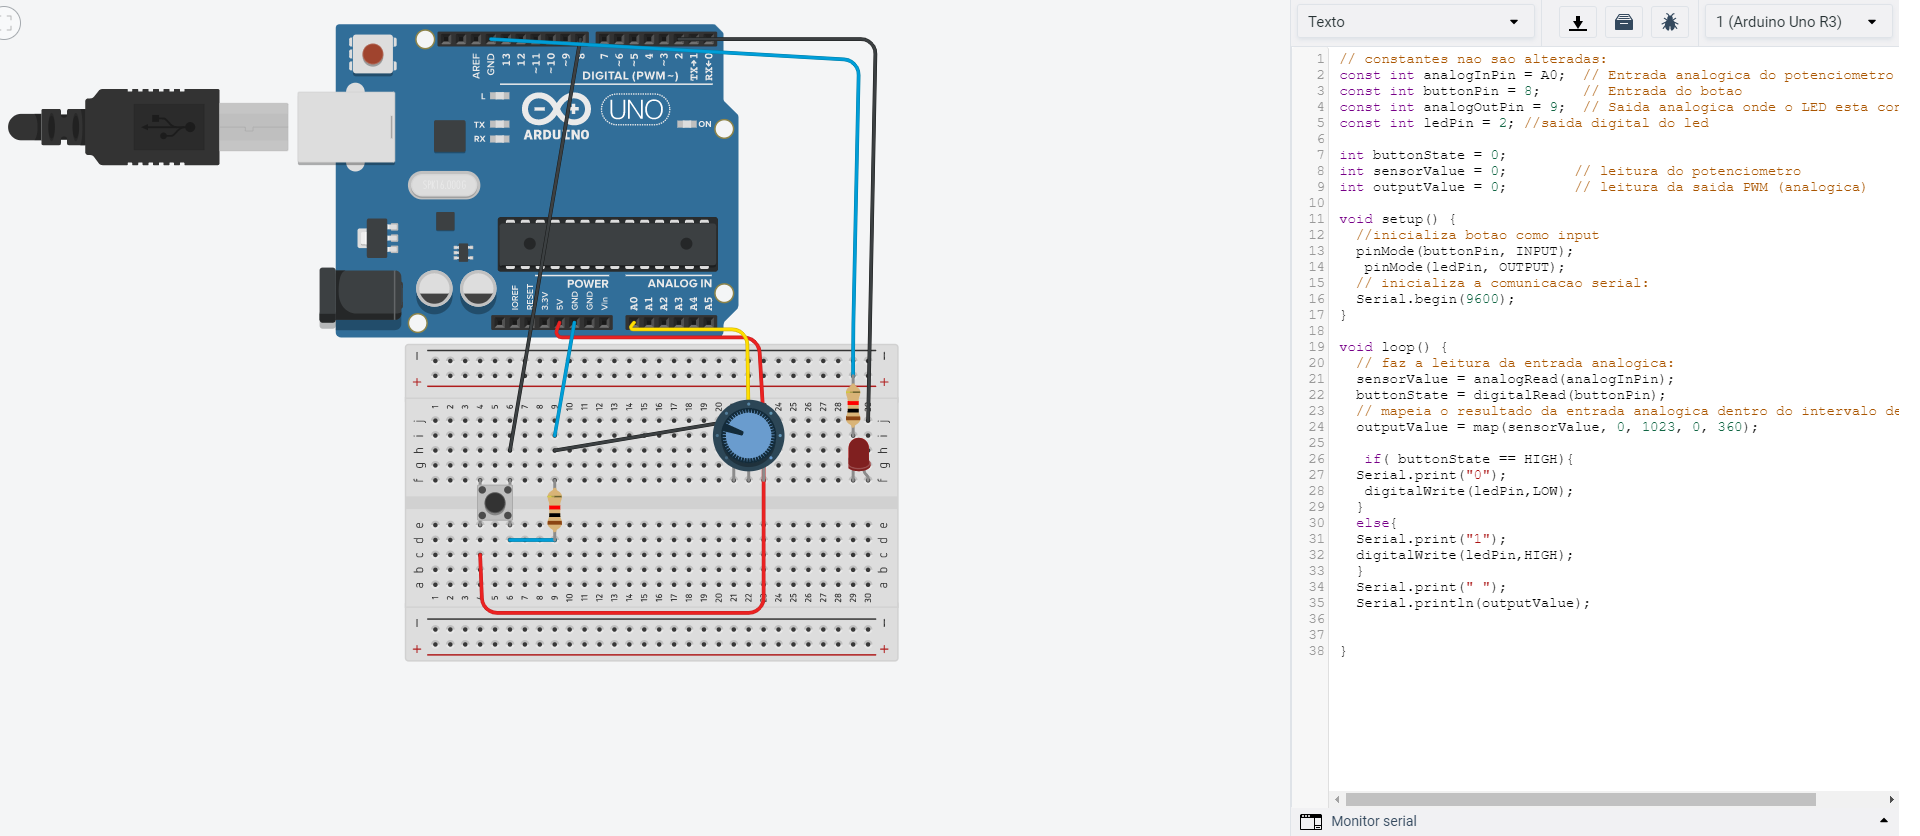 Texto
1 (Arduino Uno R3)
AREF
GND
13
12
~11
~10
~9
8
7
~6
~5
4
~3
2
TX→1
RX←0
DIGITAL (PWM~)
L
TX
RX
ARDUINO
UNO
ON
IOREF
RESET
3.3V
5V
GND
GND
Vin
POWER
ANALOG IN
A0
A1
A2
A3
A4
A5
1 // constantes nao sao alteradas:
2 const int analogInPin = A0;  // Entrada analogica do potenciometro
3 const int buttonPin = 8;     // Entrada do botao
4 const int analogOutPin = 9;  // Saida analogica onde o LED esta cor
5 const int ledPin = 2; //saida digital do led
6
7 int buttonState = 0;
8 int sensorValue = 0;        // leitura do potenciometro
9 int outputValue = 0;        // leitura da saida PWM (analogica)
10
11 void setup() {
12   //inicializa botao como input
13   pinMode(buttonPin, INPUT);
14    pinMode(ledPin, OUTPUT);
15   // inicializa a comunicacao serial:
16   Serial.begin(9600);
17 }
18
19 void loop() {
20   // faz a leitura da entrada analogica:
21   sensorValue = analogRead(analogInPin);
22   buttonState = digitalRead(buttonPin);
23   // mapeia o resultado da entrada analogica dentro do intervalo de
24   outputValue = map(sensorValue, 0, 1023, 0, 360);
25
26    if( buttonState == HIGH){
27   Serial.print("0");
28    digitalWrite(ledPin,LOW);
29   }
30   else{
31   Serial.print("1");
32   digitalWrite(ledPin,HIGH);
33   }
34   Serial.print(" ");
35   Serial.println(outputValue);
36
37
38 }
Monitor serial